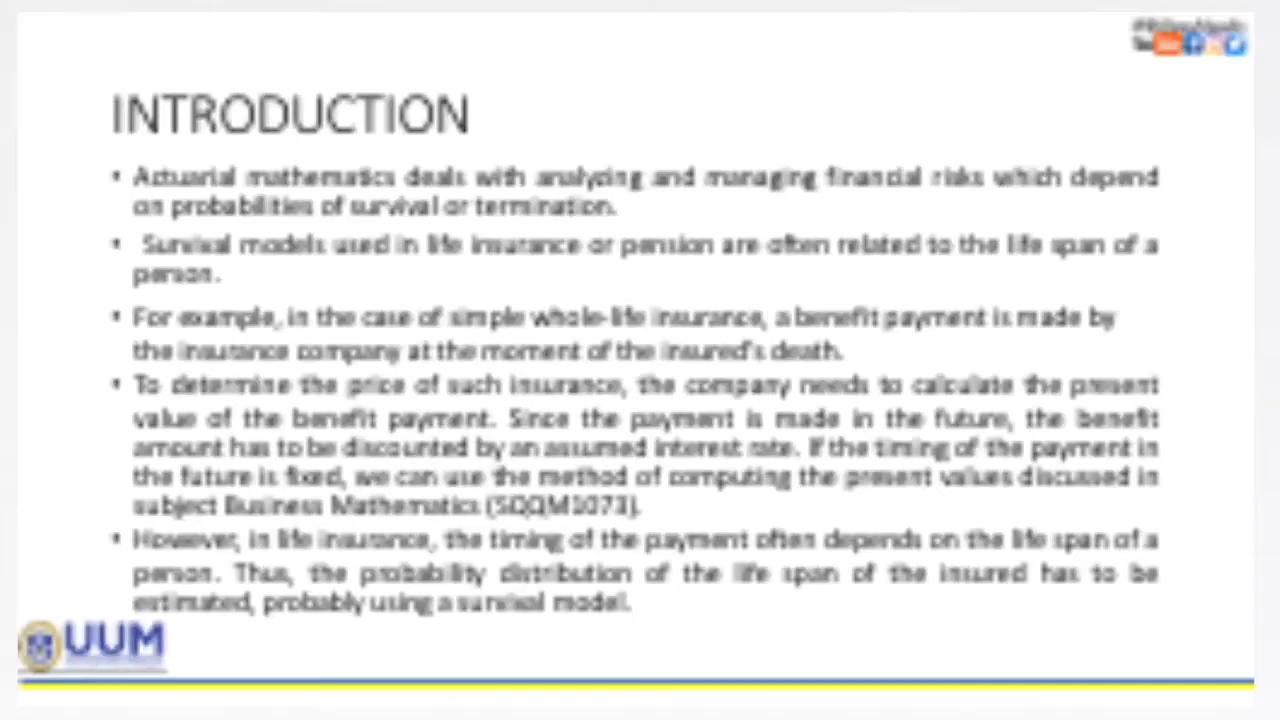 INTRODUCTION
• Actuarial mathematics deals with analyzing and managing financial risks which depend
on probabilities of survival or termination.
• Survival models used in life insurance or pension are often related to the life span of a
person.
• For example, in the case of simple whole-life insurance, a benefit payment is made by
the insurance company at the moment of the insured's death.
• To determine the price of such insurance, the company needs to calculate the present
value of the benefit payment. Since the payment is made in the future, the benefit
amount has to be discounted by an assumed interest rate. If the timing of the payment in
the future is fixed, we can use the method of computing the present values discussed in
subject Business Mathematics (SQQM1073).
• However, in life insurance, the timing of the payment often depends on the life span of a
person. Thus, the probability distribution of the life span of the insured has to be
estimated, probably using a survival model.
UUM